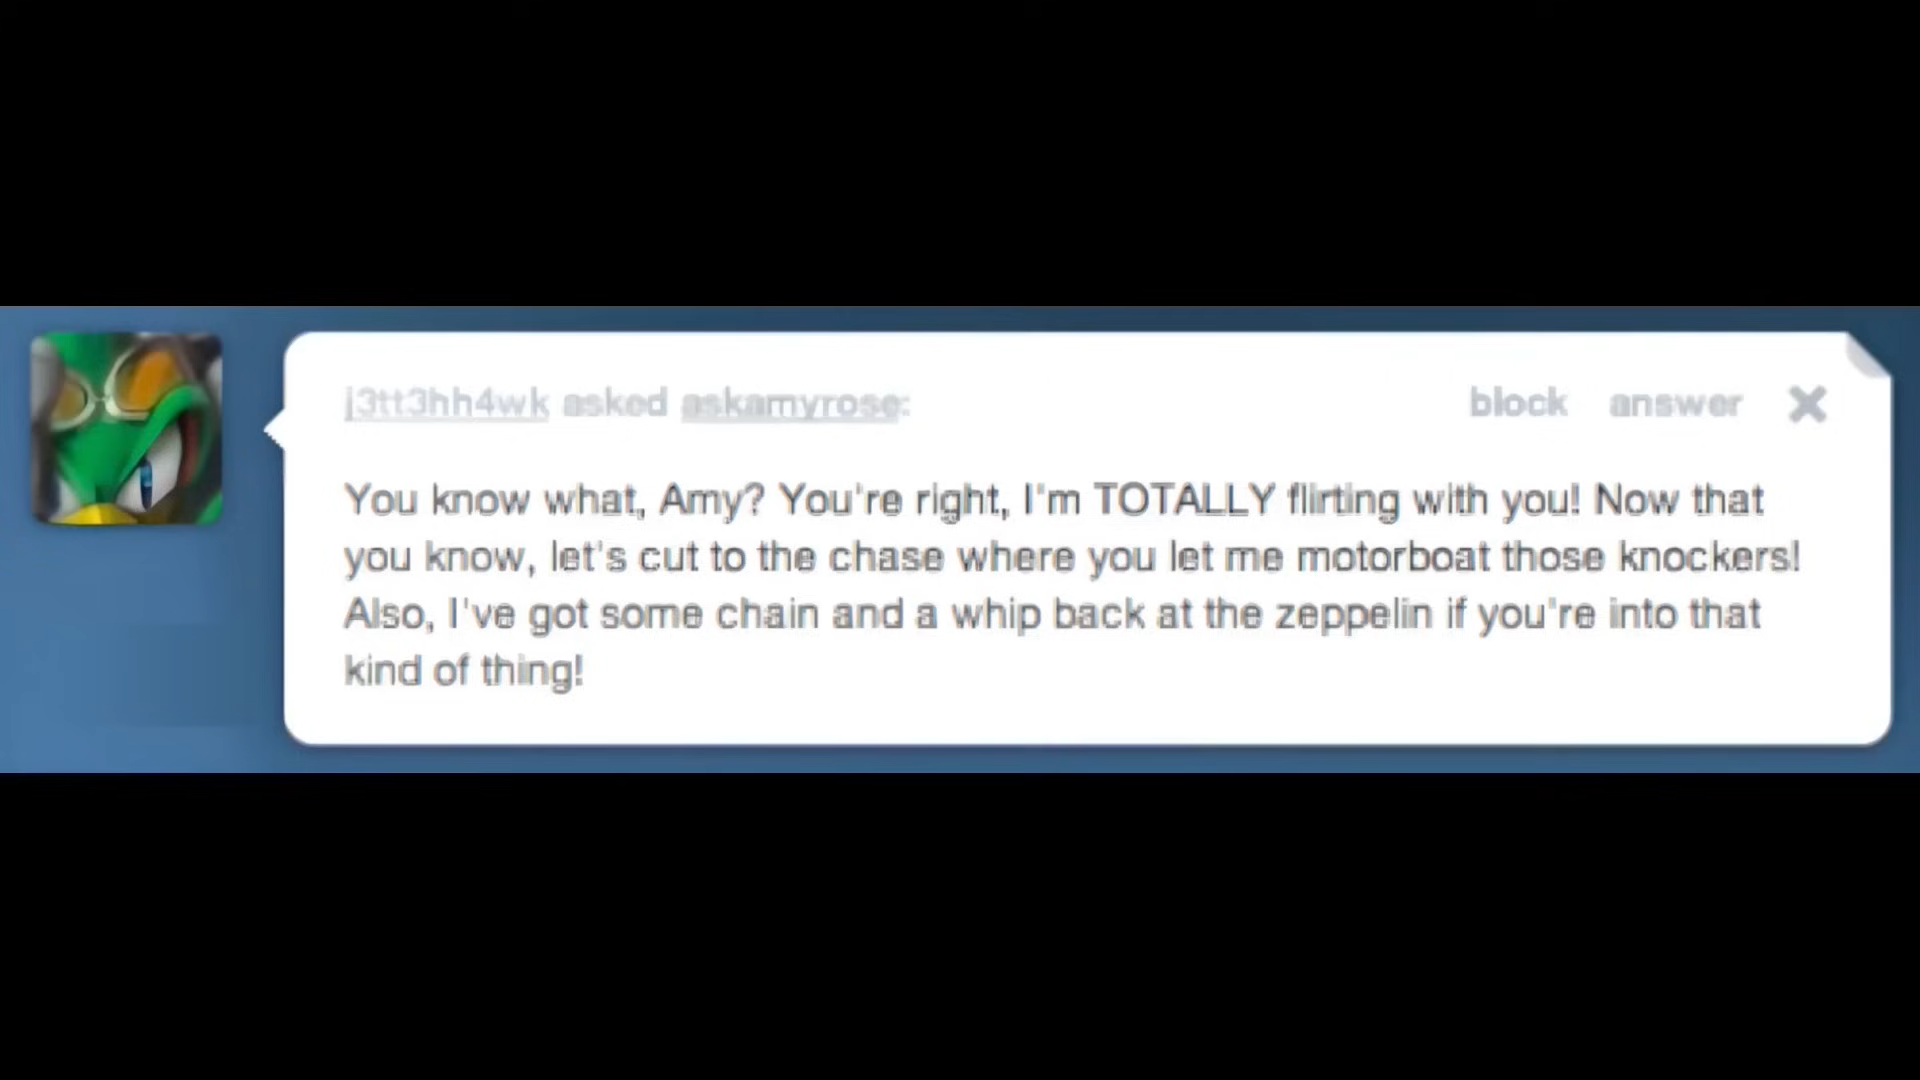 j3tt3hh4wk asked askamyrose: block answer
You know what, Amy? You're right, I'm TOTALLY flirting with you! Now that
you know, let's cut to the chase where you let me motorboat those knockers!
Also, I've got some chain and a whip back at the zeppelin if you're into that
kind of thing!